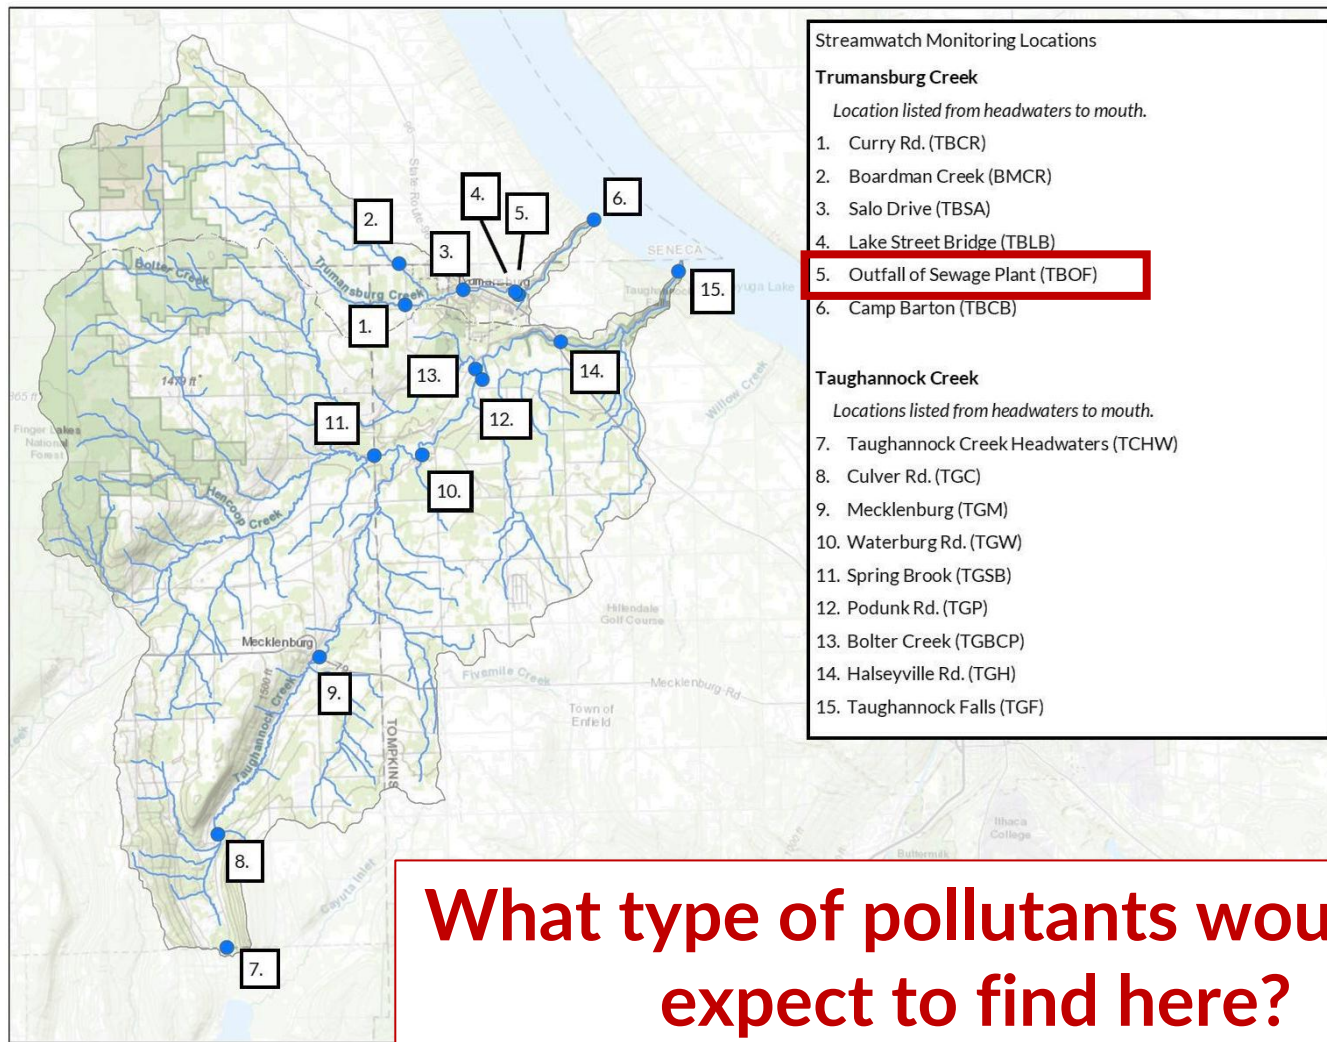 Streamwatch Monitoring Locations
Trumansburg Creek
Location listed from headwaters to mouth.
1. Curry Rd. (TBCR)
2. Boardman Creek (BMCR)
3. Salo Drive (TBSA)
4. Lake Street Bridge (TBLB)
5. Outfall of Sewage Plant (TBOF)
6. Camp Barton (TBCB)
Taughannock Creek
Locations listed from headwaters to mouth.
7. Taughannock Creek Headwaters (TCHW)
8. Culver Rd. (TGC)
9. Mecklenburg (TGM)
10. Waterburg Rd. (TGW)
11. Spring Brook (TGSB)
12. Podunk Rd. (TGP)
13. Bolter Creek (TGBCP)
14. Halseyville Rd. (TGH)
15. Taughannock Falls (TGF)
4.
5.
6.
2.
3.
State Route 96
SENECA
Bolter Creek
Trumansburg Creek
15.
yuga Lake
1.
1479 ft
13.
14.
Willow Creek
12.
11.
Finger Lakes
National
Forest
10.
Hencoop Creek
Hillendale
Golf Course
Mecklenburg
79
Fivemile Creek
Mecklenburg Rd
9.
1500 ft
Taughannock Creek
Town of
Enfield
TOMPKINS
8.
Ithaca
College
Buttermilk
Cayuta Inlet
7.
What type of pollutants wou
expect to find here?